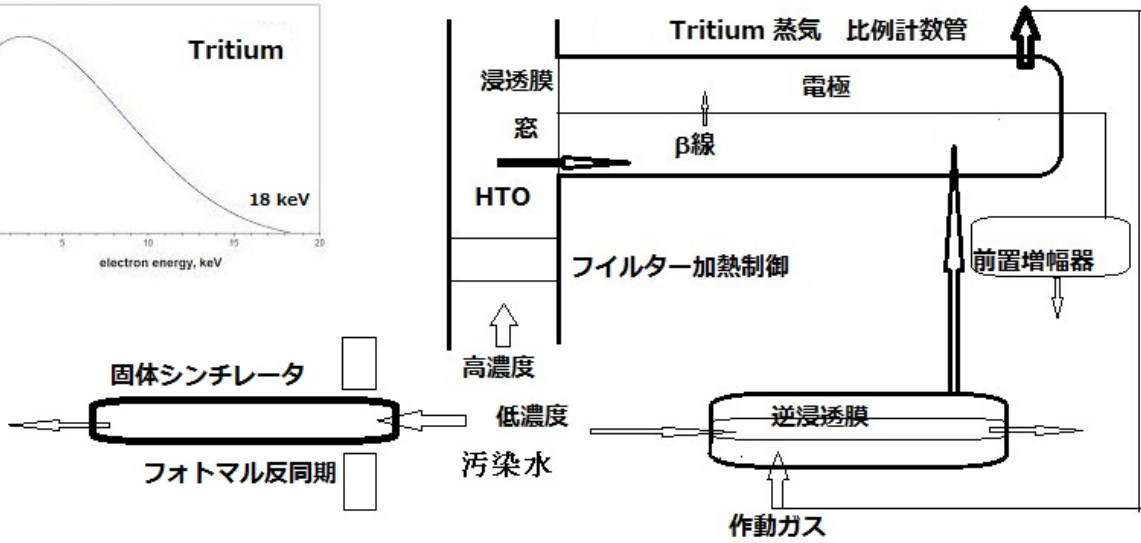 Tritium
18 keV
5
10
15
20
electron energy, keV
Tritium 蒸気 比例計数管
浸透膜
窓
電極
β線
HTO
フイルター加熱制御
前置増幅器
高濃度
低濃度
汚染水
固体シンチレータ
フォトマル反同期
逆浸透膜
作動ガス